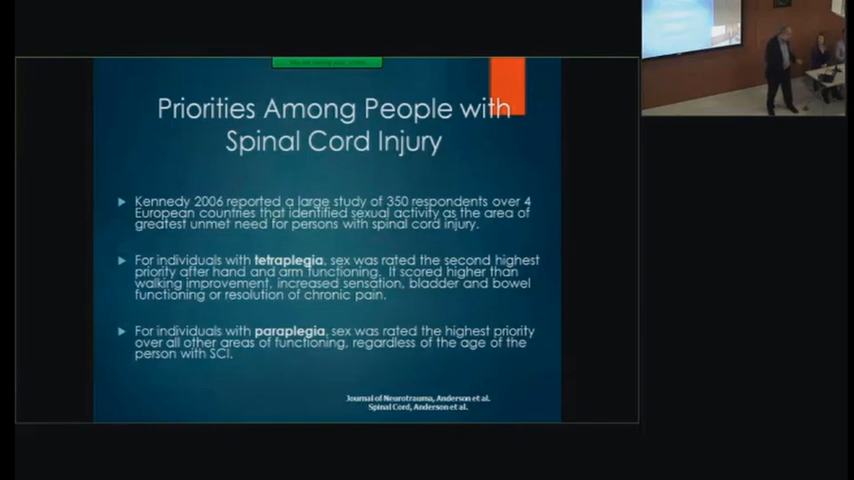 Priorities Among People with
Spinal Cord Injury
Kennedy 2006 reported a large study of 350 respondents over 4
European countries that identified sexual activity as the area of
greatest unmet need for persons with spinal cord injury.
For individuals with tetraplegia, sex was rated the second highest
priority after hand and arm functioning. It scored higher than
walking improvement, increased sensation, bladder and bowel
functioning or resolution of chronic pain.
For individuals with paraplegia, sex was rated the highest priority
over all other areas of functioning, regardless of the age of the
person with SCI.
Journal of Neurotrauma, Anderson et al.
Spinal Cord, Anderson et al.